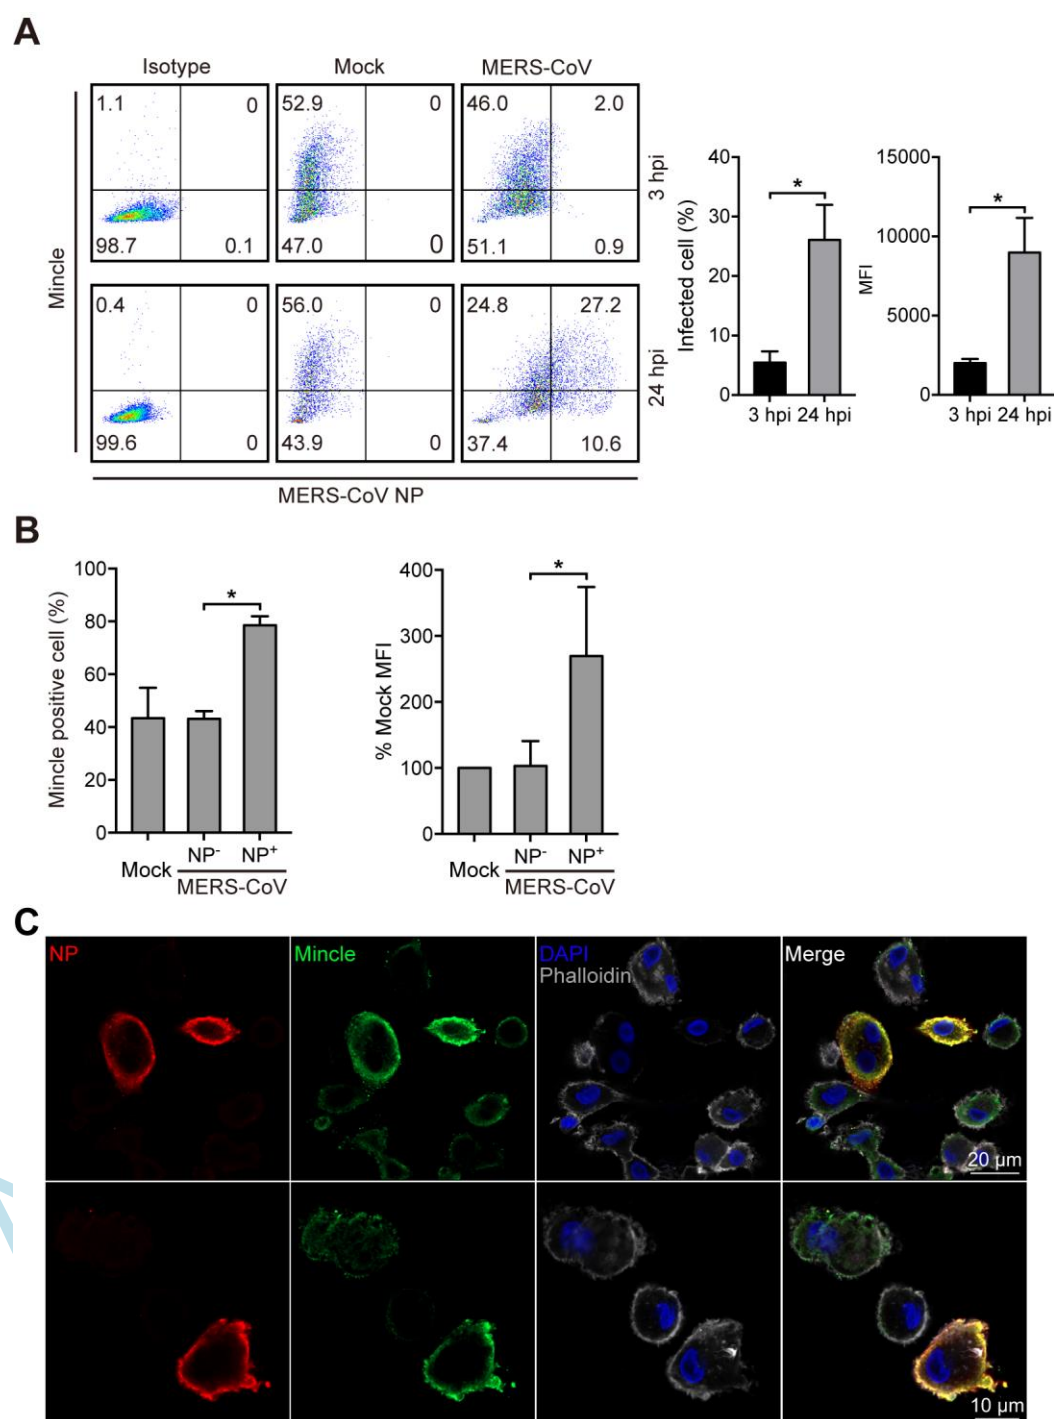 A
Isotype
Mock
MERS-CoV
1.1 0
52.9 0
46.0 2.0
98.7 0.1
47.0 0
51.1 0.9
3 hpi
0.4 0
56.0 0
24.8 27.2
99.6 0
43.9 0
37.4 10.6
24 hpi
Mincle
MERS-CoV NP
Infected cell (%)
40
30
20
10
0
*
3 hpi 24 hpi
MFI
15000
10000
5000
0
*
3 hpi 24 hpi
B
Mincle positive cell (%)
100
80
60
40
20
0
*
Mock
NP- NP+
MERS-CoV
% Mock MFI
400
300
200
100
0
*
Mock
NP- NP+
MERS-CoV
C
NP
Mincle
DAPI
Phalloidin
Merge
20 µm
10 µm